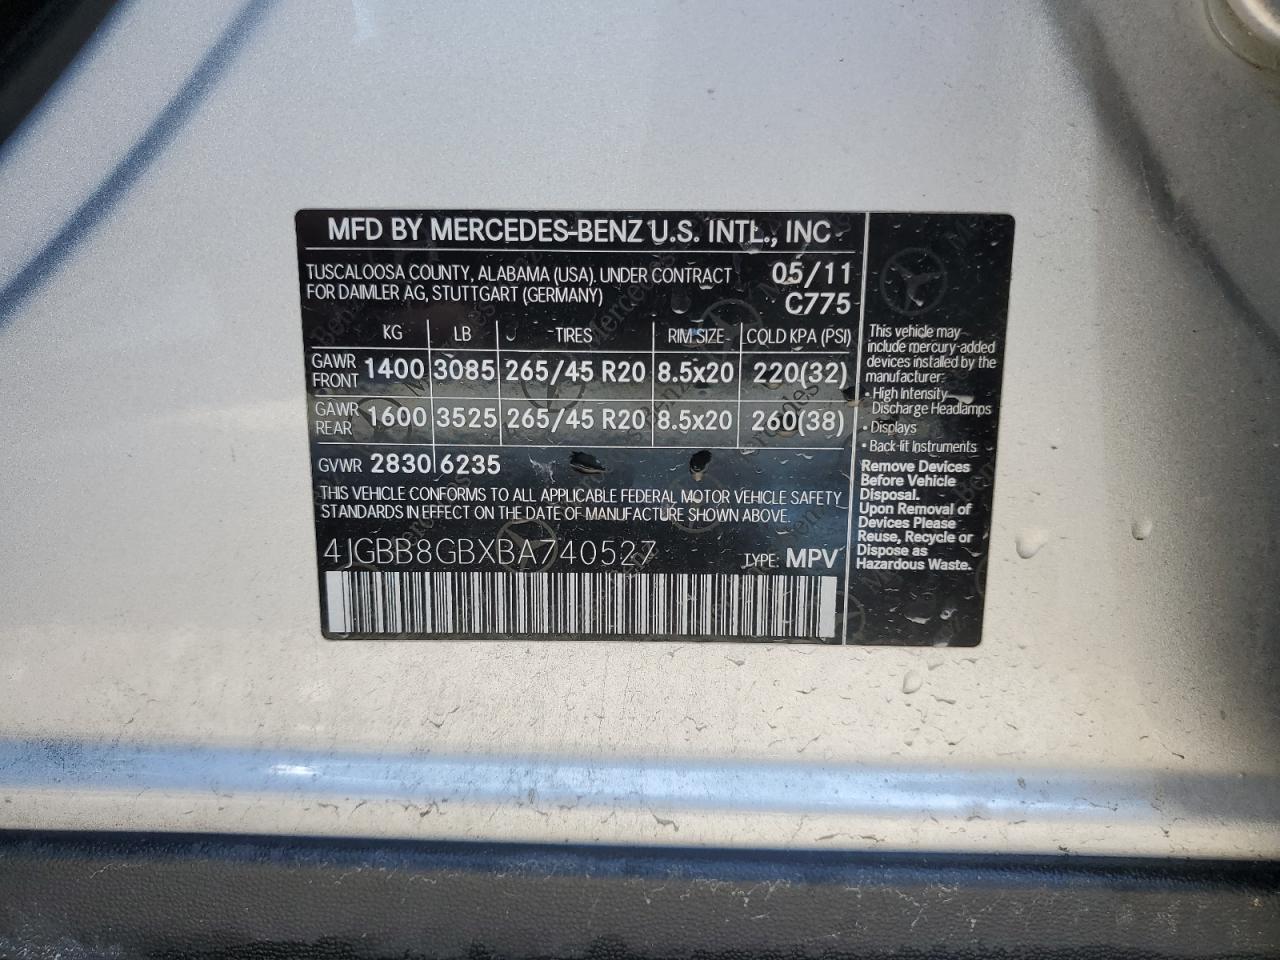 MFD BY MERCEDES-BENZ U.S. INTL., INC
TUSCALOOSA COUNTY, ALABAMA (USA). UNDER CONTRACT
FOR DAIMLER AG, STUTTGART (GERMANY)
05/11
C775
KG LB TIRES RIM SIZE COLD KPA (PSI)
GAWR FRONT 1400 3085 265/45 R20 8.5x20 220(32)
GAWR REAR 1600 3525 265/45 R20 8.5x20 260(38)
GVWR 2830 6235
THIS VEHICLE CONFORMS TO ALL APPLICABLE FEDERAL MOTOR VEHICLE SAFETY
STANDARDS IN EFFECT ON THE DATE OF MANUFACTURE SHOWN ABOVE.
4JGBB8GBXBA740527 TYPE: MPV
This vehicle may
include mercury-added
devices installed by the
manufacturer:
• High Intensity
Discharge Headlamps
• Displays
• Back-lit Instruments
Remove Devices
Before Vehicle
Disposal.
Upon Removal of
Devices Please
Reuse, Recycle or
Dispose as
Hazardous Waste.